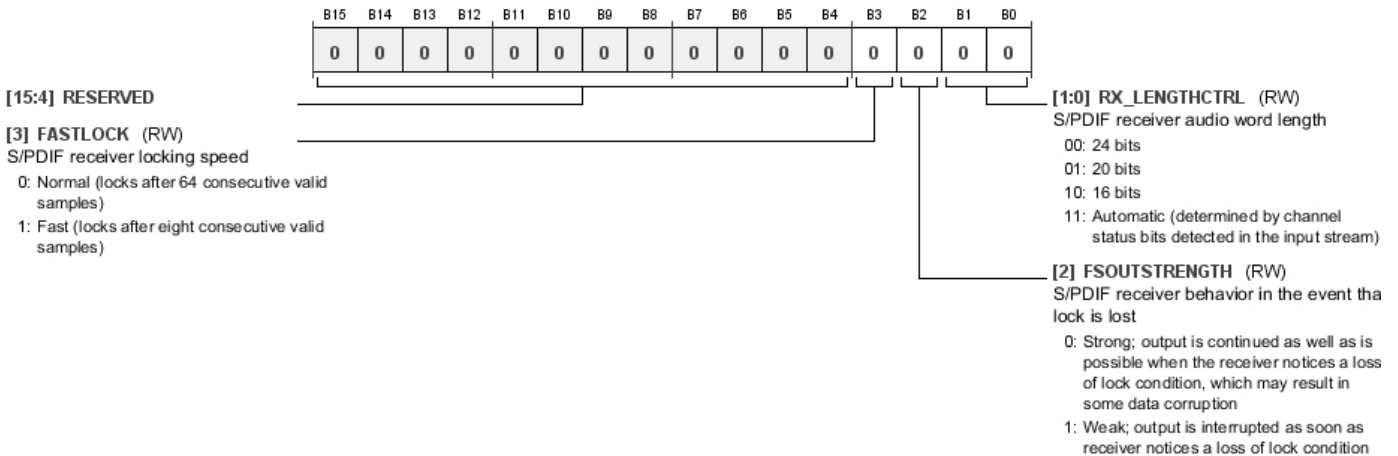 B15 B14 B13 B12 B11 B10 B9 B8 B7 B6 B5 B4 B3 B2 B1 B0
0 0 0 0 0 0 0 0 0 0 0 0 0 0 0 0
[15:4] RESERVED
[3] FASTLOCK (RW)
S/PDIF receiver locking speed
0: Normal (locks after 64 consecutive valid
samples)
1: Fast (locks after eight consecutive valid
samples)
[1:0] RX_LENGTHCTRL (RW)
S/PDIF receiver audio word length
00: 24 bits
01: 20 bits
10: 16 bits
11: Automatic (determined by channel
status bits detected in the input stream)
[2] FSOUTSTRENGTH (RW)
S/PDIF receiver behavior in the event tha
lock is lost
0: Strong; output is continued as well as is
possible when the receiver notices a loss
of lock condition, which may result in
some data corruption
1: Weak; output is interrupted as soon as
receiver notices a loss of lock condition